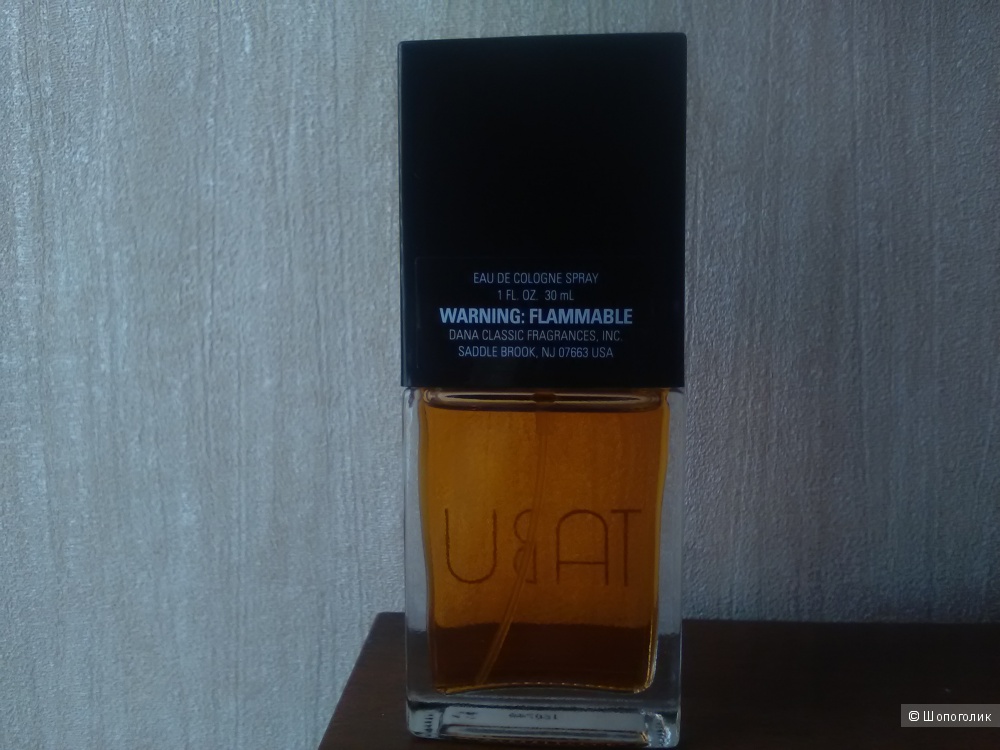 EAU DE COLOGNE SPRAY
1 FL. OZ. 30 mL
WARNING: FLAMMABLE
DANA CLASSIC FRAGRANCES, INC.
SADDLE BROOK, NJ 07663 USA
TABU
© Шопоголик